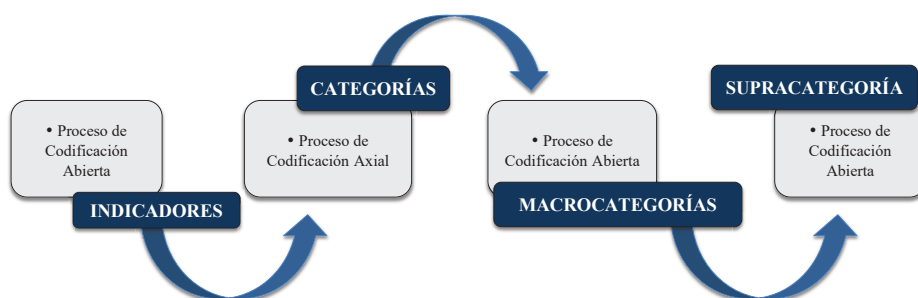 • Proceso de
Codificación
Abierta
INDICADORES
CATEGORÍAS
• Proceso de
Codificación Axial
• Proceso de
Codificación Abierta
MACROCATEGORÍAS
SUPRACATEGORÍA
• Proceso de
Codificación
Abierta